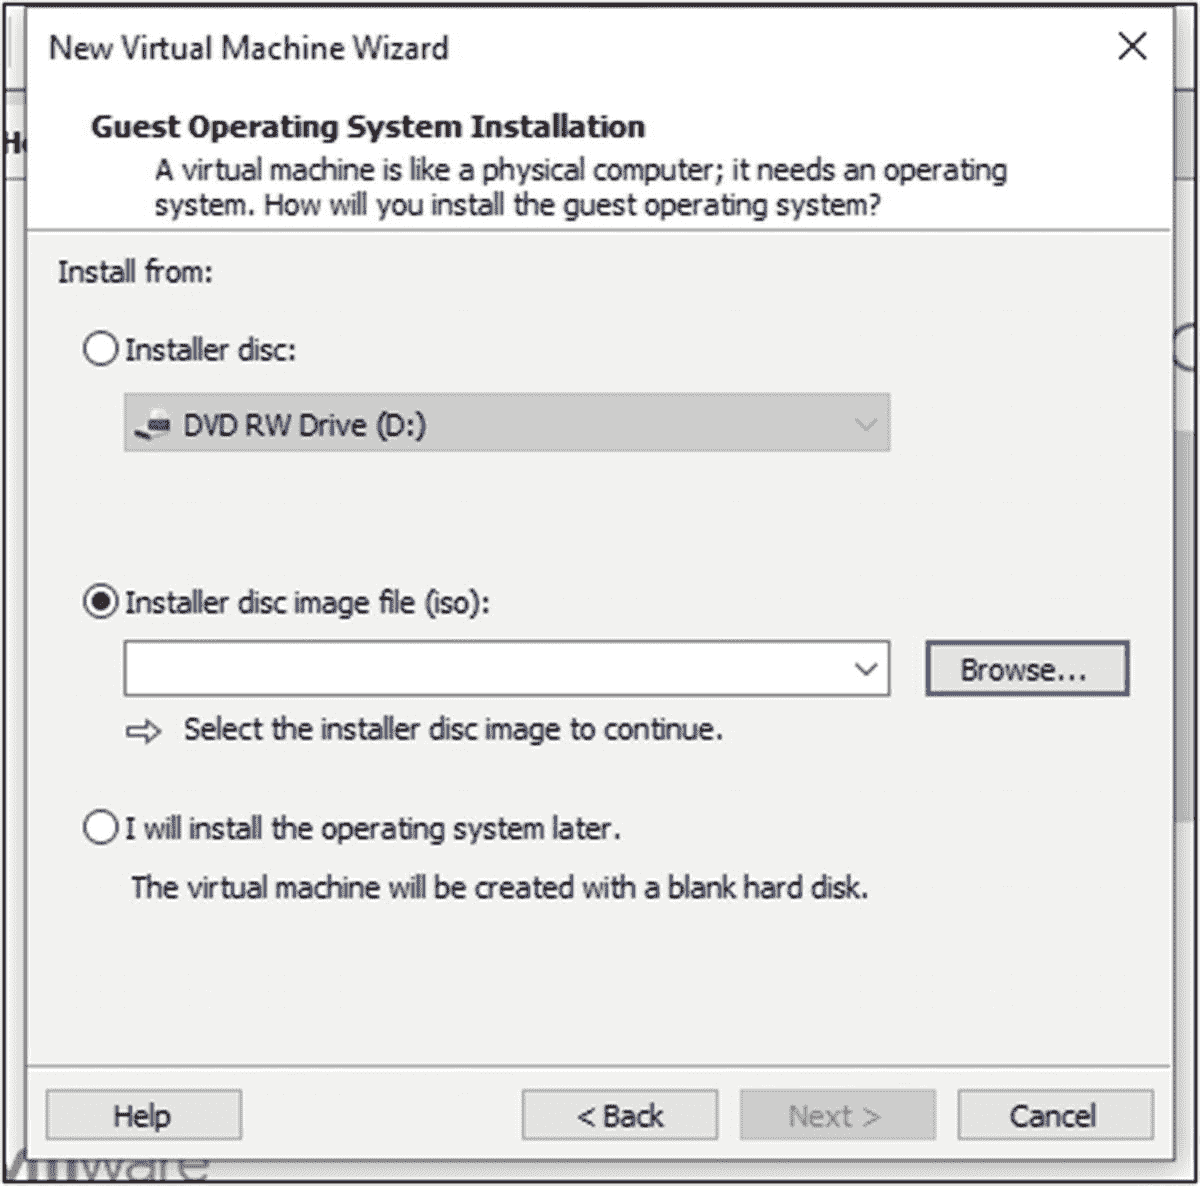 New Virtual Machine Wizard
Guest Operating System Installation
A virtual machine is like a physical computer; it needs an operating
system. How will you install the guest operating system?
Install from:
Installer disc:
DVD RW Drive (D:)
Installer disc image file (iso):
Browse...
Select the installer disc image to continue.
I will install the operating system later.
The virtual machine will be created with a blank hard disk.
Help
< Back
Next >
Cancel
vmware